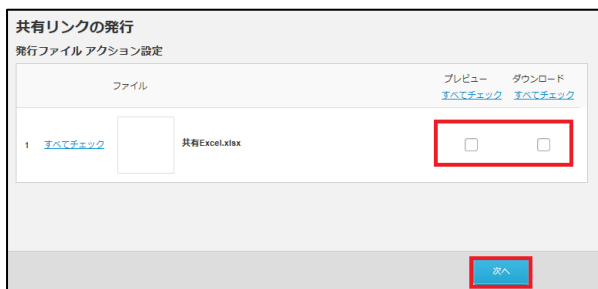 共有リンクの発行
発行ファイル アクション設定
ファイル プレビュー ダウンロード
すべてチェック すべてチェック
1 すべてチェック 共有Excel.xlsx
次へ